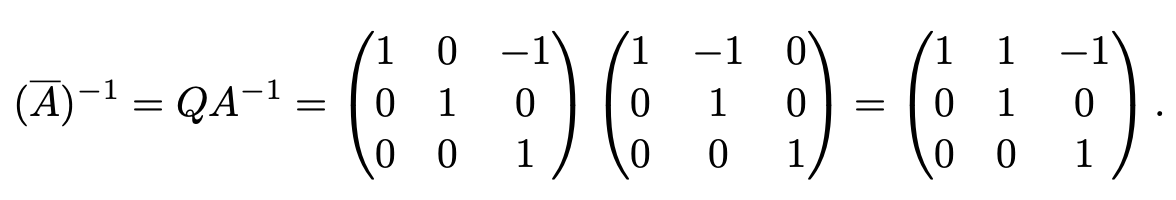 $(\overline{A})^{-1} = QA^{-1} = \begin{pmatrix} 1 & 0 & -1 \\ 0 & 1 & 0 \\ 0 & 0 & 1 \end{pmatrix} \begin{pmatrix} 1 & -1 & 0 \\ 0 & 1 & 0 \\ 0 & 0 & 1 \end{pmatrix} = \begin{pmatrix} 1 & 1 & -1 \\ 0 & 1 & 0 \\ 0 & 0 & 1 \end{pmatrix}.$